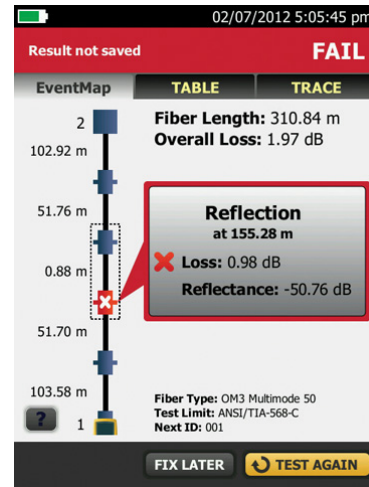 02/07/2012 5:05:45 pm
Result not saved
FAIL
EventMap
TABLE
TRACE
2
102.92 m
51.76 m
0.88 m
51.70 m
103.58 m
1
?
Fiber Length: 310.84 m
Overall Loss: 1.97 dB
Reflection
at 155.28 m
Loss: 0.98 dB
Reflectance: -50.76 dB
Fiber Type: OM3 Multimode 50
Test Limit: ANSI/TIA-568-C
Next ID: 001
FIX LATER
TEST AGAIN